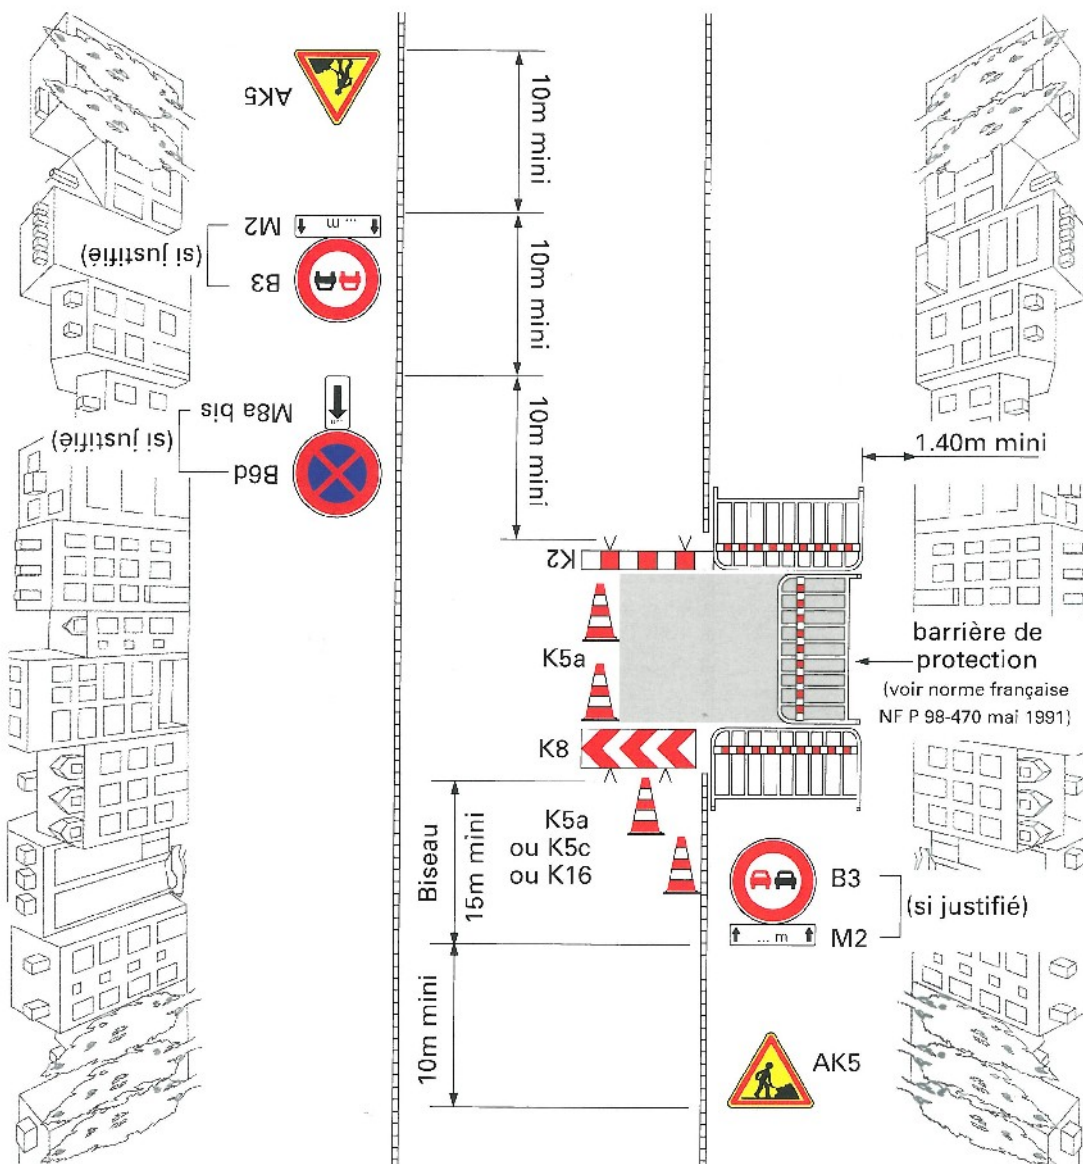 AK5
10m mini
M2
... m
(si justifié)
B3
10m mini
M8a bis
(si justifié)
B6d
10m mini
1.40m mini
K2
K5a
barrière de
protection
(voir norme française
NF P 98-470 mai 1991)
K8
Biseau
15m mini
K5a
ou K5c
ou K16
B3
(si justifié)
... m
M2
10m mini
AK5